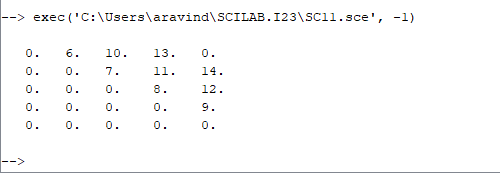 --> exec('C:\Users\aravind\SCILAB.I23\SC11.sce', -1)
0. 6. 10. 13. 0.
0. 0. 7. 11. 14.
0. 0. 0. 8. 12.
0. 0. 0. 0. 9.
0. 0. 0. 0. 0.
-->